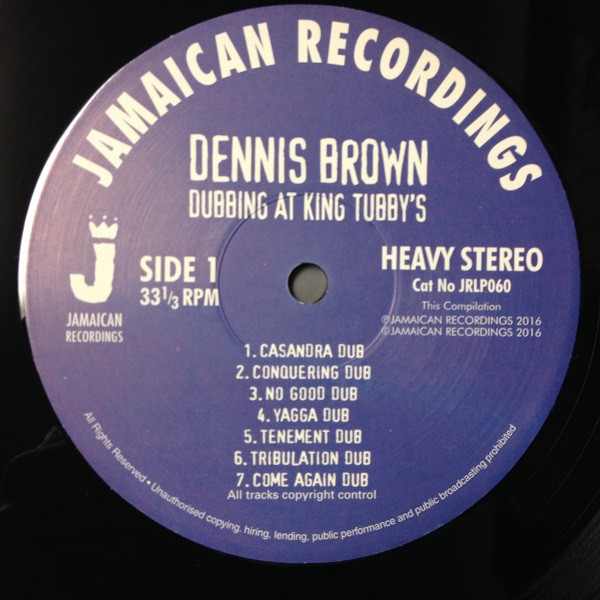 JAMAICAN RECORDINGS
DENNIS BROWN
DUBBING AT KING TUBBY'S
J
JAMAICAN
RECORDINGS
SIDE 1
33 1/3 RPM
HEAVY STEREO
Cat No JRLP060
This Compilation
℗JAMAICAN RECORDINGS 2016
©JAMAICAN RECORDINGS 2016
1. CASANDRA DUB
2. CONQUERING DUB
3. NO GOOD DUB
4. YAGGA DUB
5. TENEMENT DUB
6. TRIBULATION DUB
7. COME AGAIN DUB
All tracks copyright control
All Rights Reserved • Unauthorised copying, hiring, lending, public performance and public broadcasting prohibited